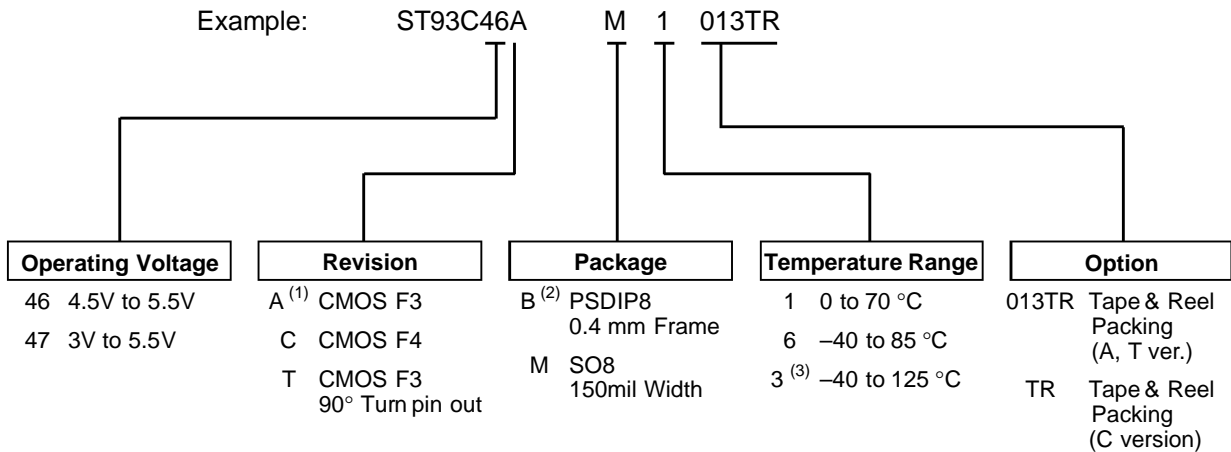 Example: ST93C46A M 1 013TR
Operating Voltage
46 4.5V to 5.5V
47 3V to 5.5V
Revision
A (1) CMOS F3
C CMOS F4
T CMOS F3
90° Turn pin out
Package
B (2) PSDIP8
0.4 mm Frame
M SO8
150mil Width
Temperature Range
1 0 to 70 °C
6 –40 to 85 °C
3 (3) –40 to 125 °C
Option
013TR Tape & Reel
Packing
(A, T ver.)
TR Tape & Reel
Packing
(C version)